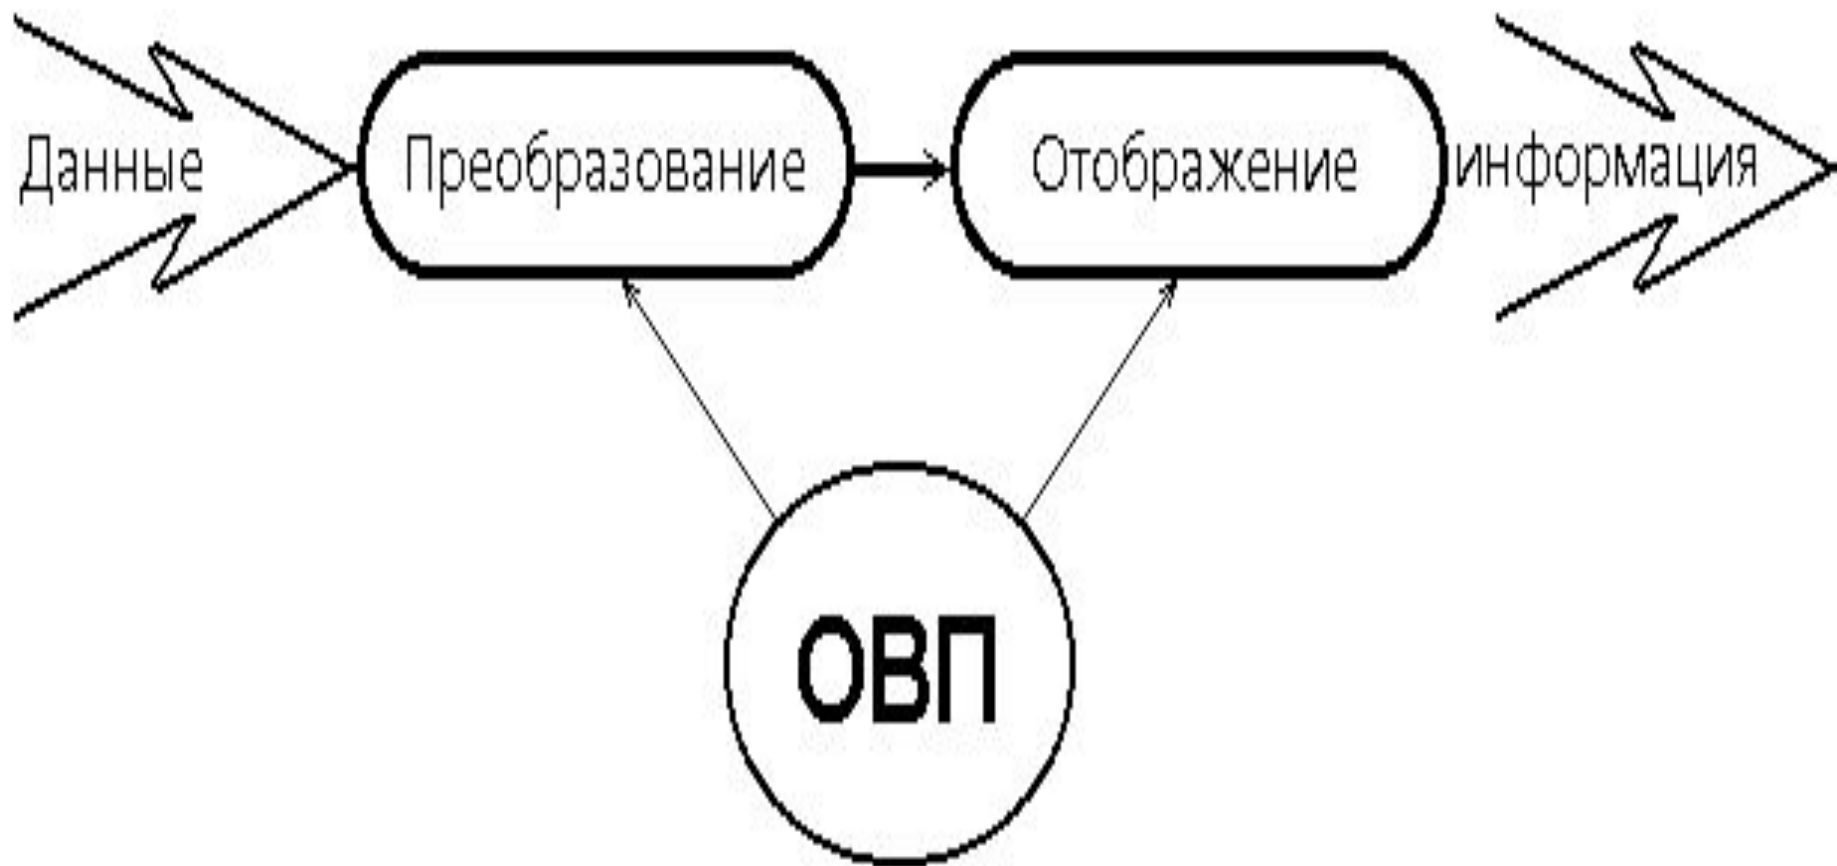 Данные
Преобразование
Отображение
информация
ОВП